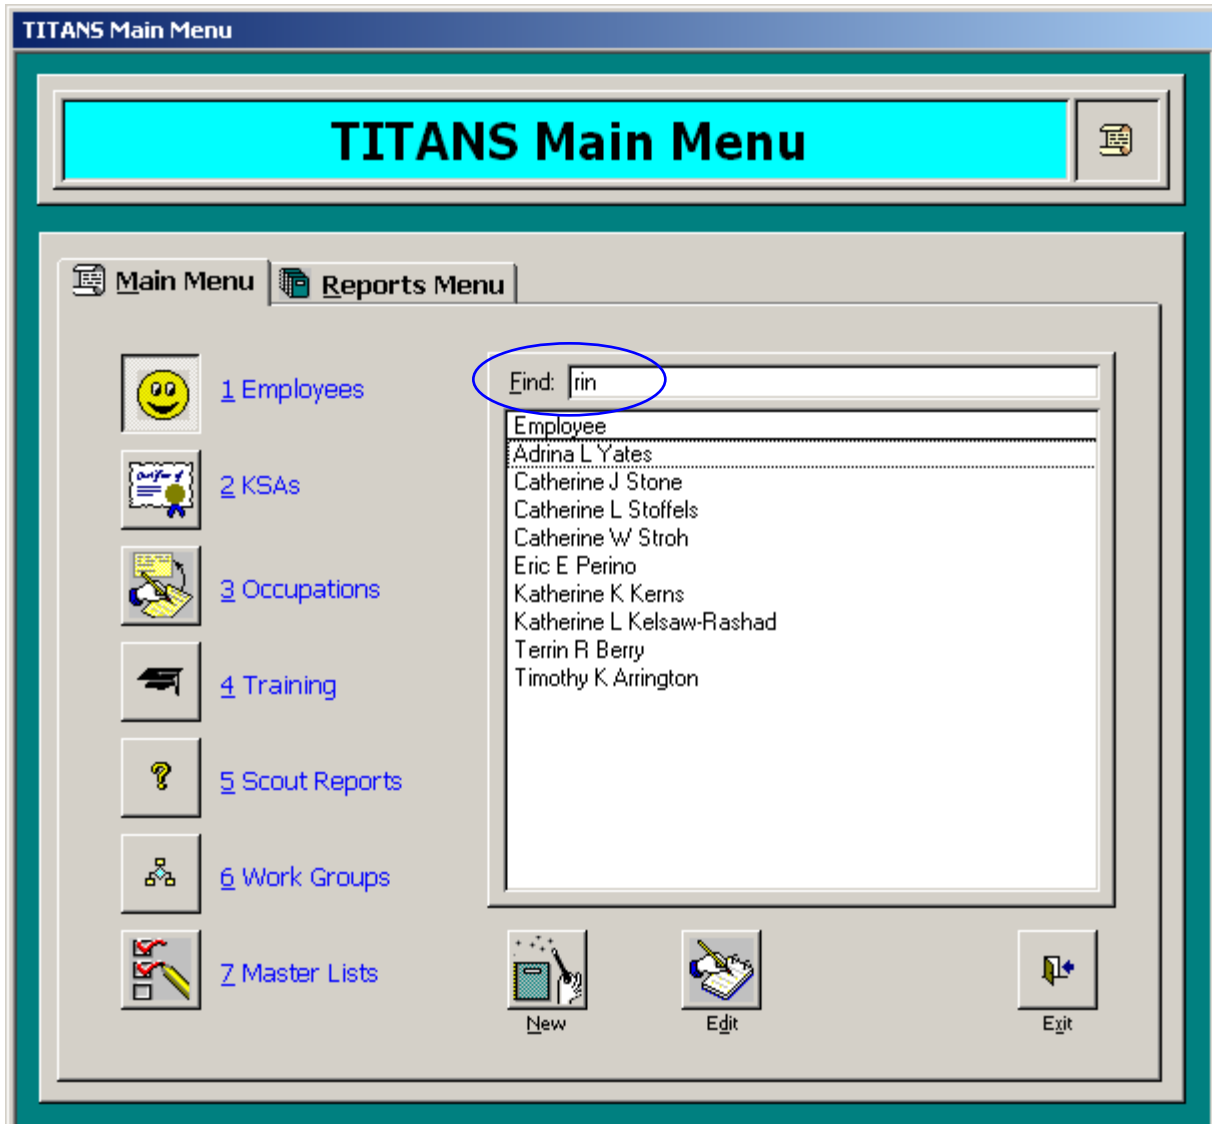 TITANS Main Menu
TITANS Main Menu
Main Menu
Reports Menu
1 Employees
2 KSAs
3 Occupations
4 Training
5 Scout Reports
6 Work Groups
7 Master Lists
Find: rin
Employee
Adrina L Yates
Catherine J Stone
Catherine L Stoffels
Catherine W Stroh
Eric E Perino
Katherine K Kerns
Katherine L Kelsaw-Rashad
Terrin R Berry
Timothy K Arrington
New
Edit
Exit